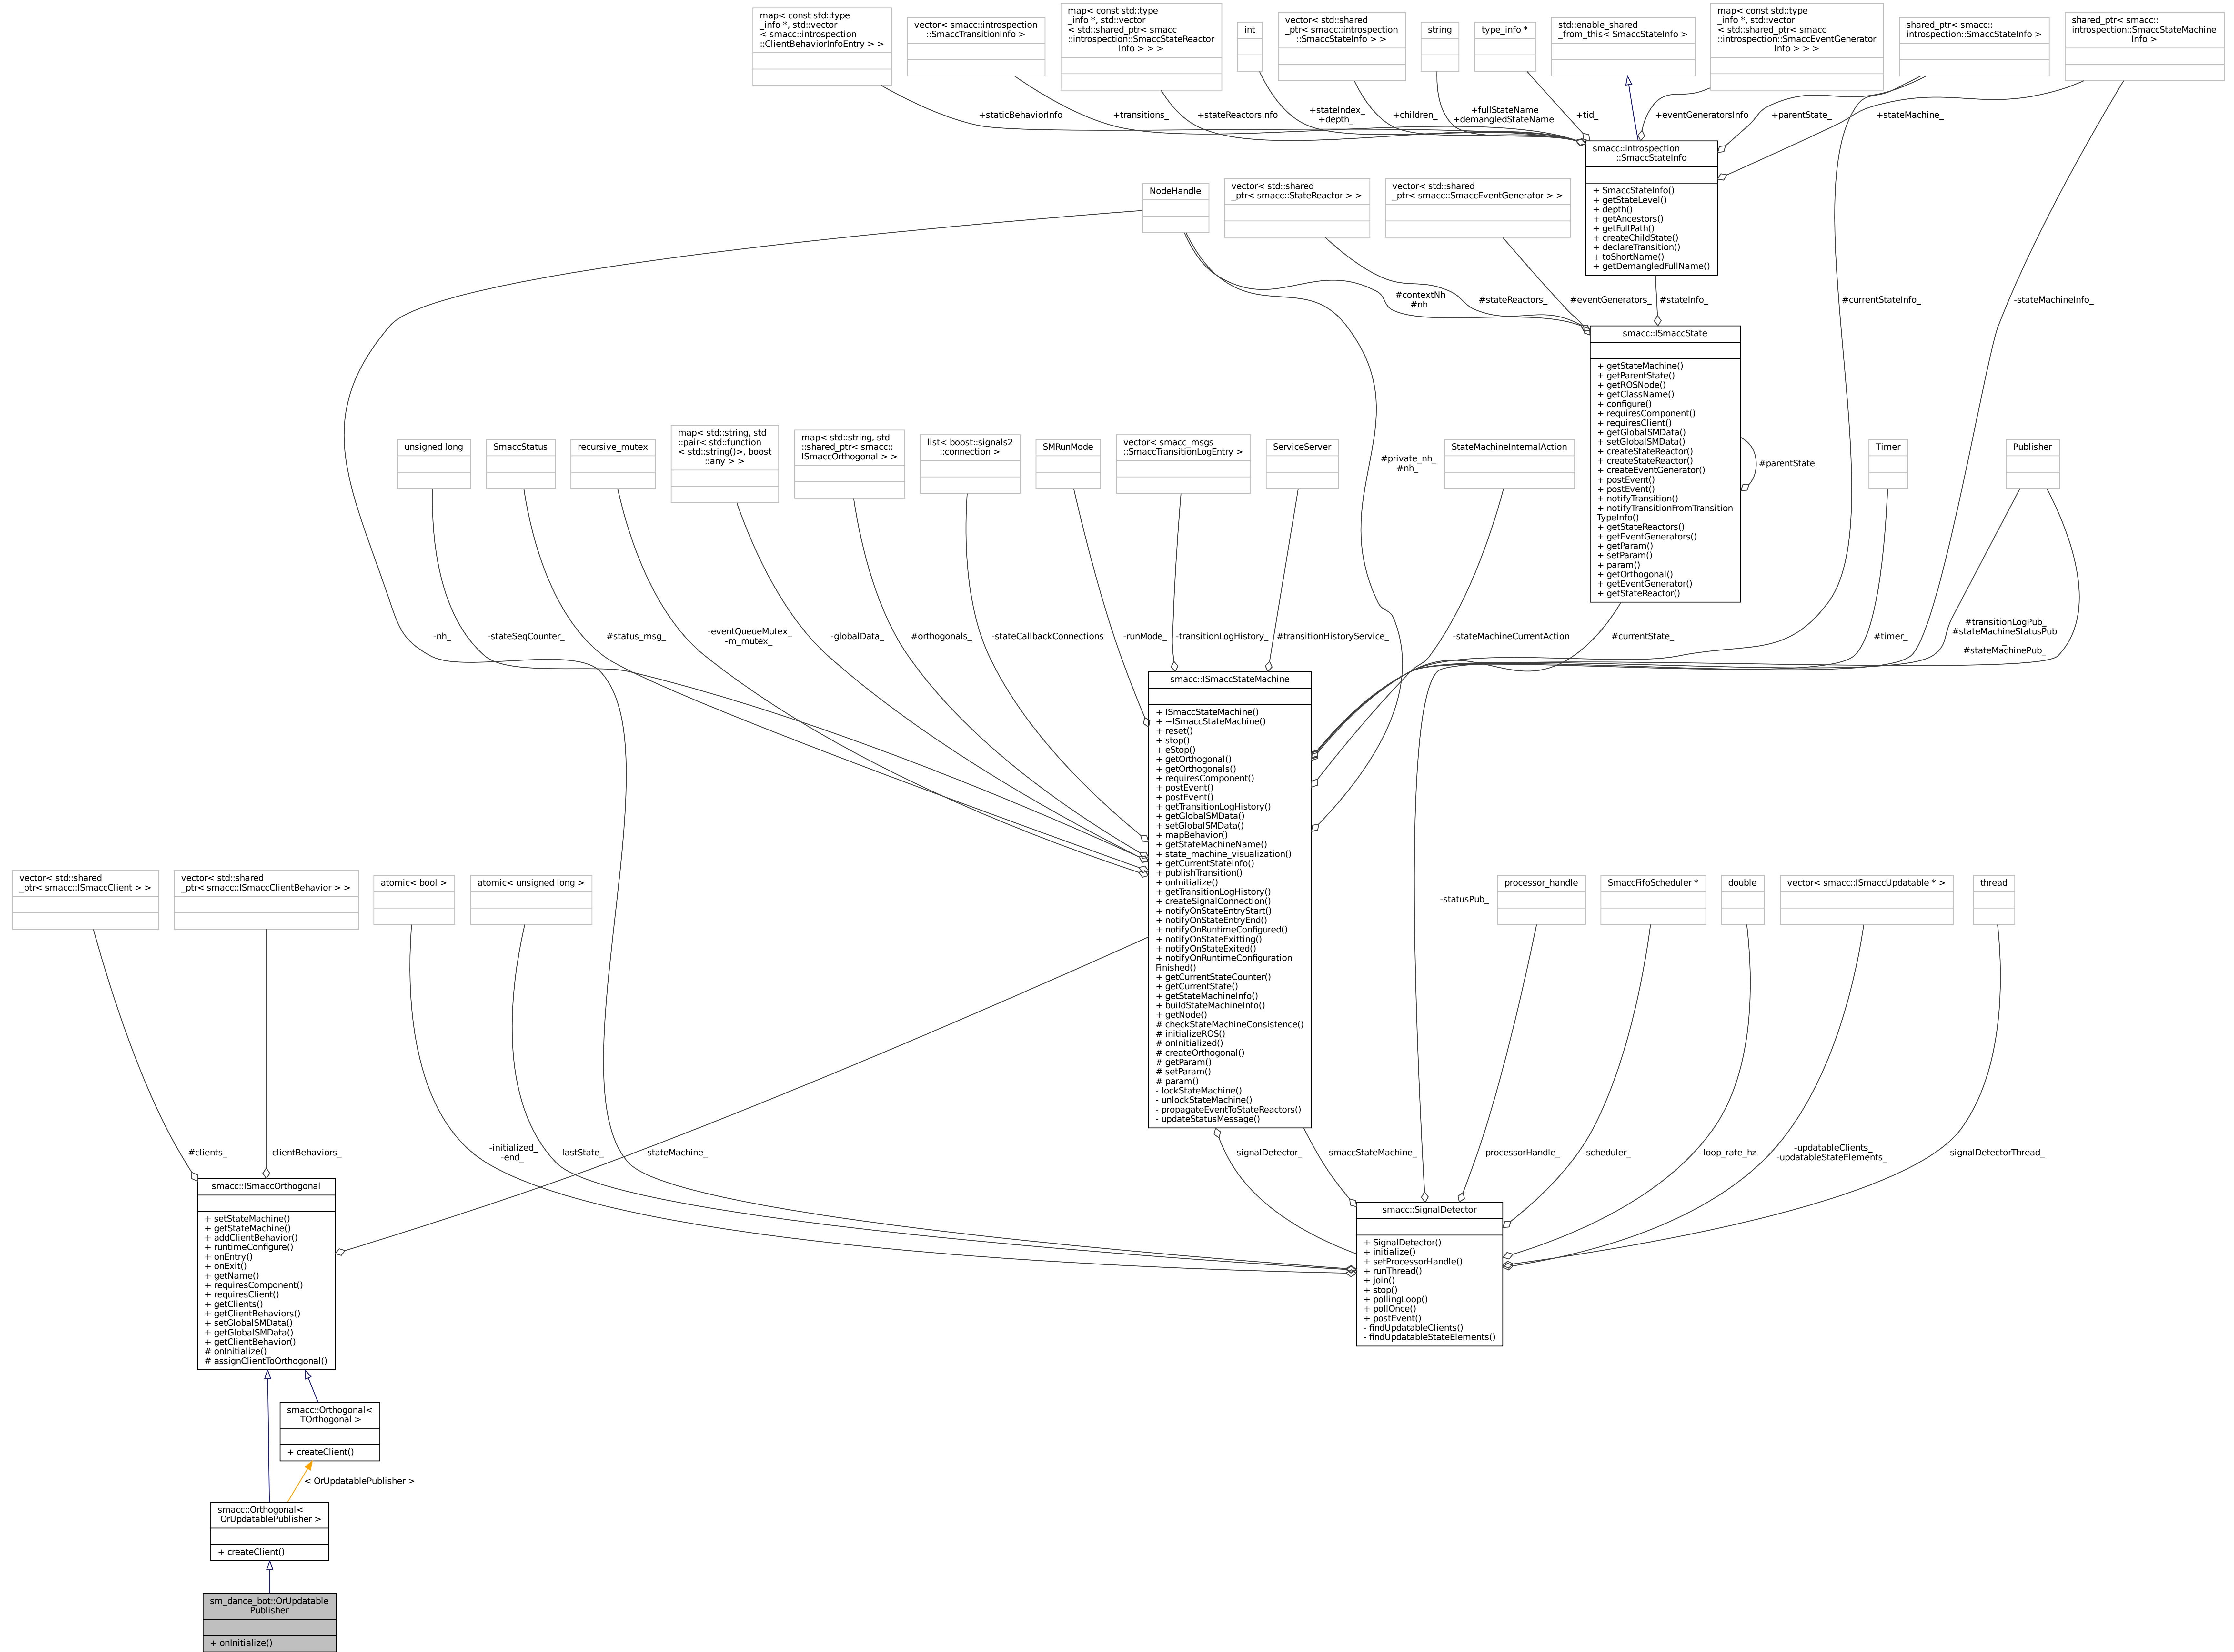 map< const std::type
_info *, std::vector
< smacc::introspection
::ClientBehaviorInfoEntry > >
vector< smacc::introspection
::SmaccTransitionInfo >
map< const std::type
_info *, std::vector
< std::shared_ptr< smacc
::introspection::SmaccStateReactor
Info > > >
int
vector< std::shared
_ptr< smacc::introspection
::SmaccStateInfo > >
string
type_info *
std::enable_shared
_from_this< SmaccStateInfo >
map< const std::type
_info *, std::vector
< std::shared_ptr< smacc
::introspection::SmaccEventGenerator
Info > > >
shared_ptr< smacc::
introspection::SmaccStateInfo >
shared_ptr< smacc::
introspection::SmaccStateMachine
Info >
+staticBehaviorInfo
+transitions_
+stateReactorsInfo
+stateIndex_
+depth_
+children_
+fullStateName
+demangledStateName
+tid_
+eventGeneratorsInfo
+parentState_
+stateMachine_
smacc::introspection
::SmaccStateInfo
+ SmaccStateInfo()
+ getStateLevel()
+ depth()
+ getAncestors()
+ getFullPath()
+ createChildState()
+ declareTransition()
+ toShortName()
+ getDemangledFullName()
NodeHandle
vector< std::shared
_ptr< smacc::StateReactor > >
vector< std::shared
_ptr< smacc::SmaccEventGenerator > >
#contextNh
#nh
#stateReactors_
#eventGenerators_
#stateInfo_
#currentStateInfo_
-stateMachineInfo_
smacc::ISmaccState
+ getStateMachine()
+ getParentState()
+ getROSNode()
+ getClassName()
+ configure()
+ requiresComponent()
+ requiresClient()
+ getGlobalSMData()
+ setGlobalSMData()
+ createStateReactor()
+ createStateReactor()
+ createEventGenerator()
+ postEvent()
+ postEvent()
+ notifyTransition()
+ notifyTransitionFromTransition
TypeInfo()
+ getStateReactors()
+ getEventGenerators()
+ getParam()
+ setParam()
+ param()
+ getOrthogonal()
+ getEventGenerator()
+ getStateReactor()
#parentState_
unsigned long
SmaccStatus
recursive_mutex
map< std::string, std
::pair< std::function
< std::string()>, boost
::any > >
map< std::string, std
::shared_ptr< smacc::
ISmaccOrthogonal > >
list< boost::signals2
::connection >
SMRunMode
vector< smacc_msgs
::SmaccTransitionLogEntry >
ServiceServer
#private_nh_
#nh_
StateMachineInternalAction
Timer
Publisher
-nh_
-stateSeqCounter_
#status_msg_
-eventQueueMutex_
-m_mutex_
-globalData_
#orthogonals_
-stateCallbackConnections
-runMode_
-transitionLogHistory_
#transitionHistoryService_
-stateMachineCurrentAction
#currentState_
#timer_
#transitionLogPub_
#stateMachineStatusPub
_
#stateMachinePub_
smacc::ISmaccStateMachine
+ ISmaccStateMachine()
+ ~ISmaccStateMachine()
+ reset()
+ stop()
+ eStop()
+ getOrthogonal()
+ getOrthogonals()
+ requiresComponent()
+ postEvent()
+ postEvent()
+ getTransitionLogHistory()
+ getGlobalSMData()
+ setGlobalSMData()
+ mapBehavior()
+ getStateMachineName()
+ state_machine_visualization()
+ getCurrentStateInfo()
+ publishTransition()
+ onInitialize()
+ getTransitionLogHistory()
+ createSignalConnection()
+ notifyOnStateEntryStart()
+ notifyOnStateEntryEnd()
+ notifyOnRuntimeConfigured()
+ notifyOnStateExitting()
+ notifyOnStateExited()
+ notifyOnRuntimeConfiguration
Finished()
+ getCurrentStateCounter()
+ getCurrentState()
+ getStateMachineInfo()
+ buildStateMachineInfo()
+ getNode()
# checkStateMachineConsistence()
# initializeROS()
# onInitialized()
# createOrthogonal()
# getParam()
# setParam()
# param()
- lockStateMachine()
- unlockStateMachine()
- propagateEventToStateReactors()
- updateStatusMessage()
vector< std::shared
_ptr< smacc::ISmaccClient > >
vector< std::shared
_ptr< smacc::ISmaccClientBehavior > >
atomic< bool >
atomic< unsigned long >
-statusPub_
processor_handle
SmaccFifoScheduler *
double
vector< smacc::ISmaccUpdatable * >
thread
#clients_
-clientBehaviors_
-initialized_
-end_
-lastState_
-stateMachine_
-signalDetector_
-smaccStateMachine_
-processorHandle_
-scheduler_
-loop_rate_hz
-updatableClients_
-updatableStateElements_
-signalDetectorThread_
smacc::ISmaccOrthogonal
+ setStateMachine()
+ getStateMachine()
+ addClientBehavior()
+ runtimeConfigure()
+ onEntry()
+ onExit()
+ getName()
+ requiresComponent()
+ requiresClient()
+ getClients()
+ getClientBehaviors()
+ setGlobalSMData()
+ getGlobalSMData()
+ getClientBehavior()
# onInitialize()
# assignClientToOrthogonal()
smacc::SignalDetector
+ SignalDetector()
+ initialize()
+ setProcessorHandle()
+ runThread()
+ join()
+ stop()
+ pollingLoop()
+ pollOnce()
+ postEvent()
- findUpdatableClients()
- findUpdatableStateElements()
smacc::Orthogonal<
TOrthogonal >
+ createClient()
< OrUpdatablePublisher >
smacc::Orthogonal<
OrUpdatablePublisher >
+ createClient()
sm_dance_bot::OrUpdatable
Publisher
+ onInitialize()